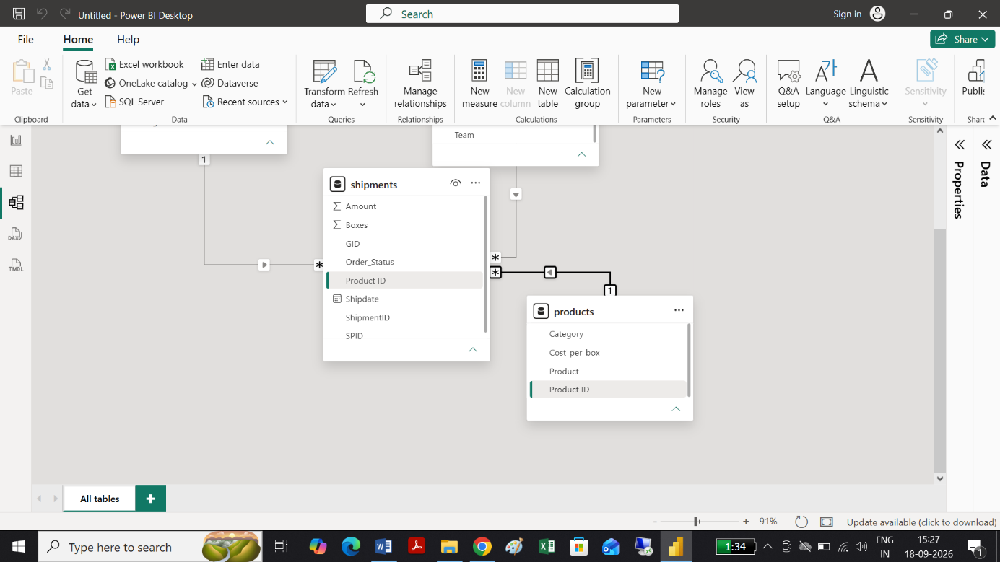 Untitled - Power BI Desktop
Search
Sign in
File
Home
Help
Share
Paste
Clipboard
Get data
Excel workbook
OneLake catalog
SQL Server
Enter data
Dataverse
Recent sources
Data
Transform data
Refresh
Queries
Manage relationships
Relationships
New measure
New column
New table
Calculation group
Calculations
New parameter
Parameters
Manage roles
View as
Security
Q&A setup
Language
Linguistic schema
Q&A
Sensitivity
Sensitivity
DAX
TMDL
Team
1
shipments
Amount
Boxes
GID
Order_Status
Product ID
Shipdate
ShipmentID
SPID
*
*
*
1
products
Category
Cost_per_box
Product
Product ID
Properties
Data
All tables
+
- + 91%
Update available (click to download)
Type here to search
1:34
ENG
IN
15:27
18-09-2026
1